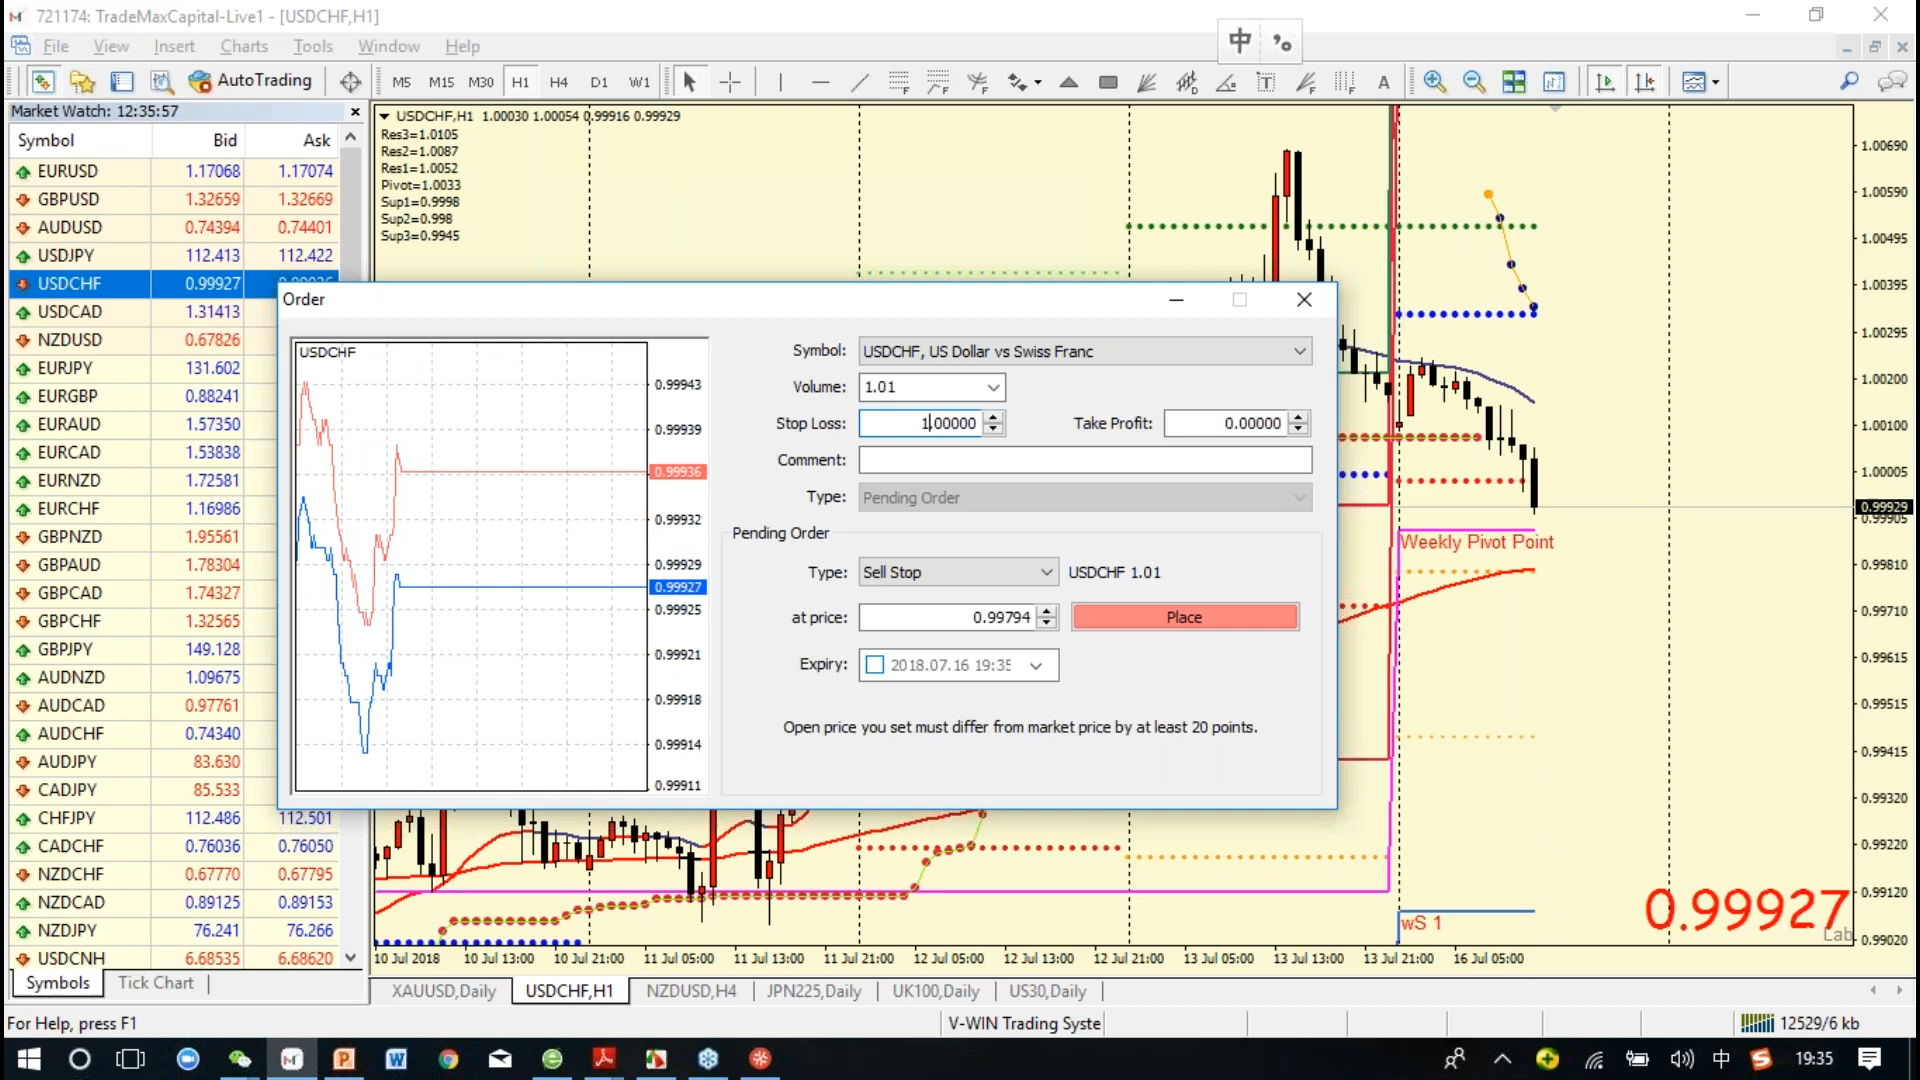 721174: TradeMaxCapital-Live1 - [USDCHF,H1]
File View Insert Charts Tools Window Help
中 °,
AutoTrading M5 M15 M30 H1 H4 D1 W1 A
Market Watch: 12:35:57
Symbol Bid Ask
EURUSD 1.17068 1.17074
GBPUSD 1.32659 1.32669
AUDUSD 0.74394 0.74401
USDJPY 112.413 112.422
USDCHF 0.99927
USDCAD 1.31413
NZDUSD 0.67826
EURJPY 131.602
EURGBP 0.88241
EURAUD 1.57350
EURCAD 1.53838
EURNZD 1.72581
EURCHF 1.16986
GBPNZD 1.95561
GBPAUD 1.78304
GBPCAD 1.74327
GBPCHF 1.32565
GBPJPY 149.128
AUDNZD 1.09675
AUDCAD 0.97761
AUDCHF 0.74340
AUDJPY 83.630
CADJPY 85.533
CHFJPY 112.486 112.501
CADCHF 0.76036 0.76050
NZDCHF 0.67770 0.67795
NZDCAD 0.89125 0.89153
NZDJPY 76.241 76.266
USDCNH 6.68535 6.68620
Symbols Tick Chart
USDCHF,H1 1.00030 1.00054 0.99916 0.99929
Res3=1.0105
Res2=1.0087
Res1=1.0052
Pivot=1.0033
Sup1=0.9998
Sup2=0.998
Sup3=0.9945
Order
USDCHF
0.99943
0.99939
0.99936
0.99932
0.99929
0.99927
0.99925
0.99921
0.99918
0.99914
0.99911
Symbol: USDCHF, US Dollar vs Swiss Franc
Volume: 1.01
Stop Loss: 1.00000 Take Profit: 0.00000
Comment:
Type: Pending Order
Pending Order
Type: Sell Stop USDCHF 1.01
at price: 0.99794 Place
Expiry: 2018.07.16 19:35
Open price you set must differ from market price by at least 20 points.
Weekly Pivot Point
wS 1
0.99927
Lab
1.00690
1.00590
1.00495
1.00395
1.00295
1.00200
1.00100
1.00005
0.99929
0.99905
0.99810
0.99710
0.99615
0.99515
0.99415
0.99320
0.99220
0.99120
0.99020
10 Jul 2018 10 Jul 13:00 10 Jul 21:00 11 Jul 05:00 11 Jul 13:00 11 Jul 21:00 12 Jul 05:00 12 Jul 13:00 12 Jul 21:00 13 Jul 05:00 13 Jul 13:00 13 Jul 21:00 16 Jul 05:00
XAUUSD,Daily USDCHF,H1 NZDUSD,H4 JPN225,Daily UK100,Daily US30,Daily
For Help, press F1 V-WIN Trading Syste 12529/6 kb
中 19:35